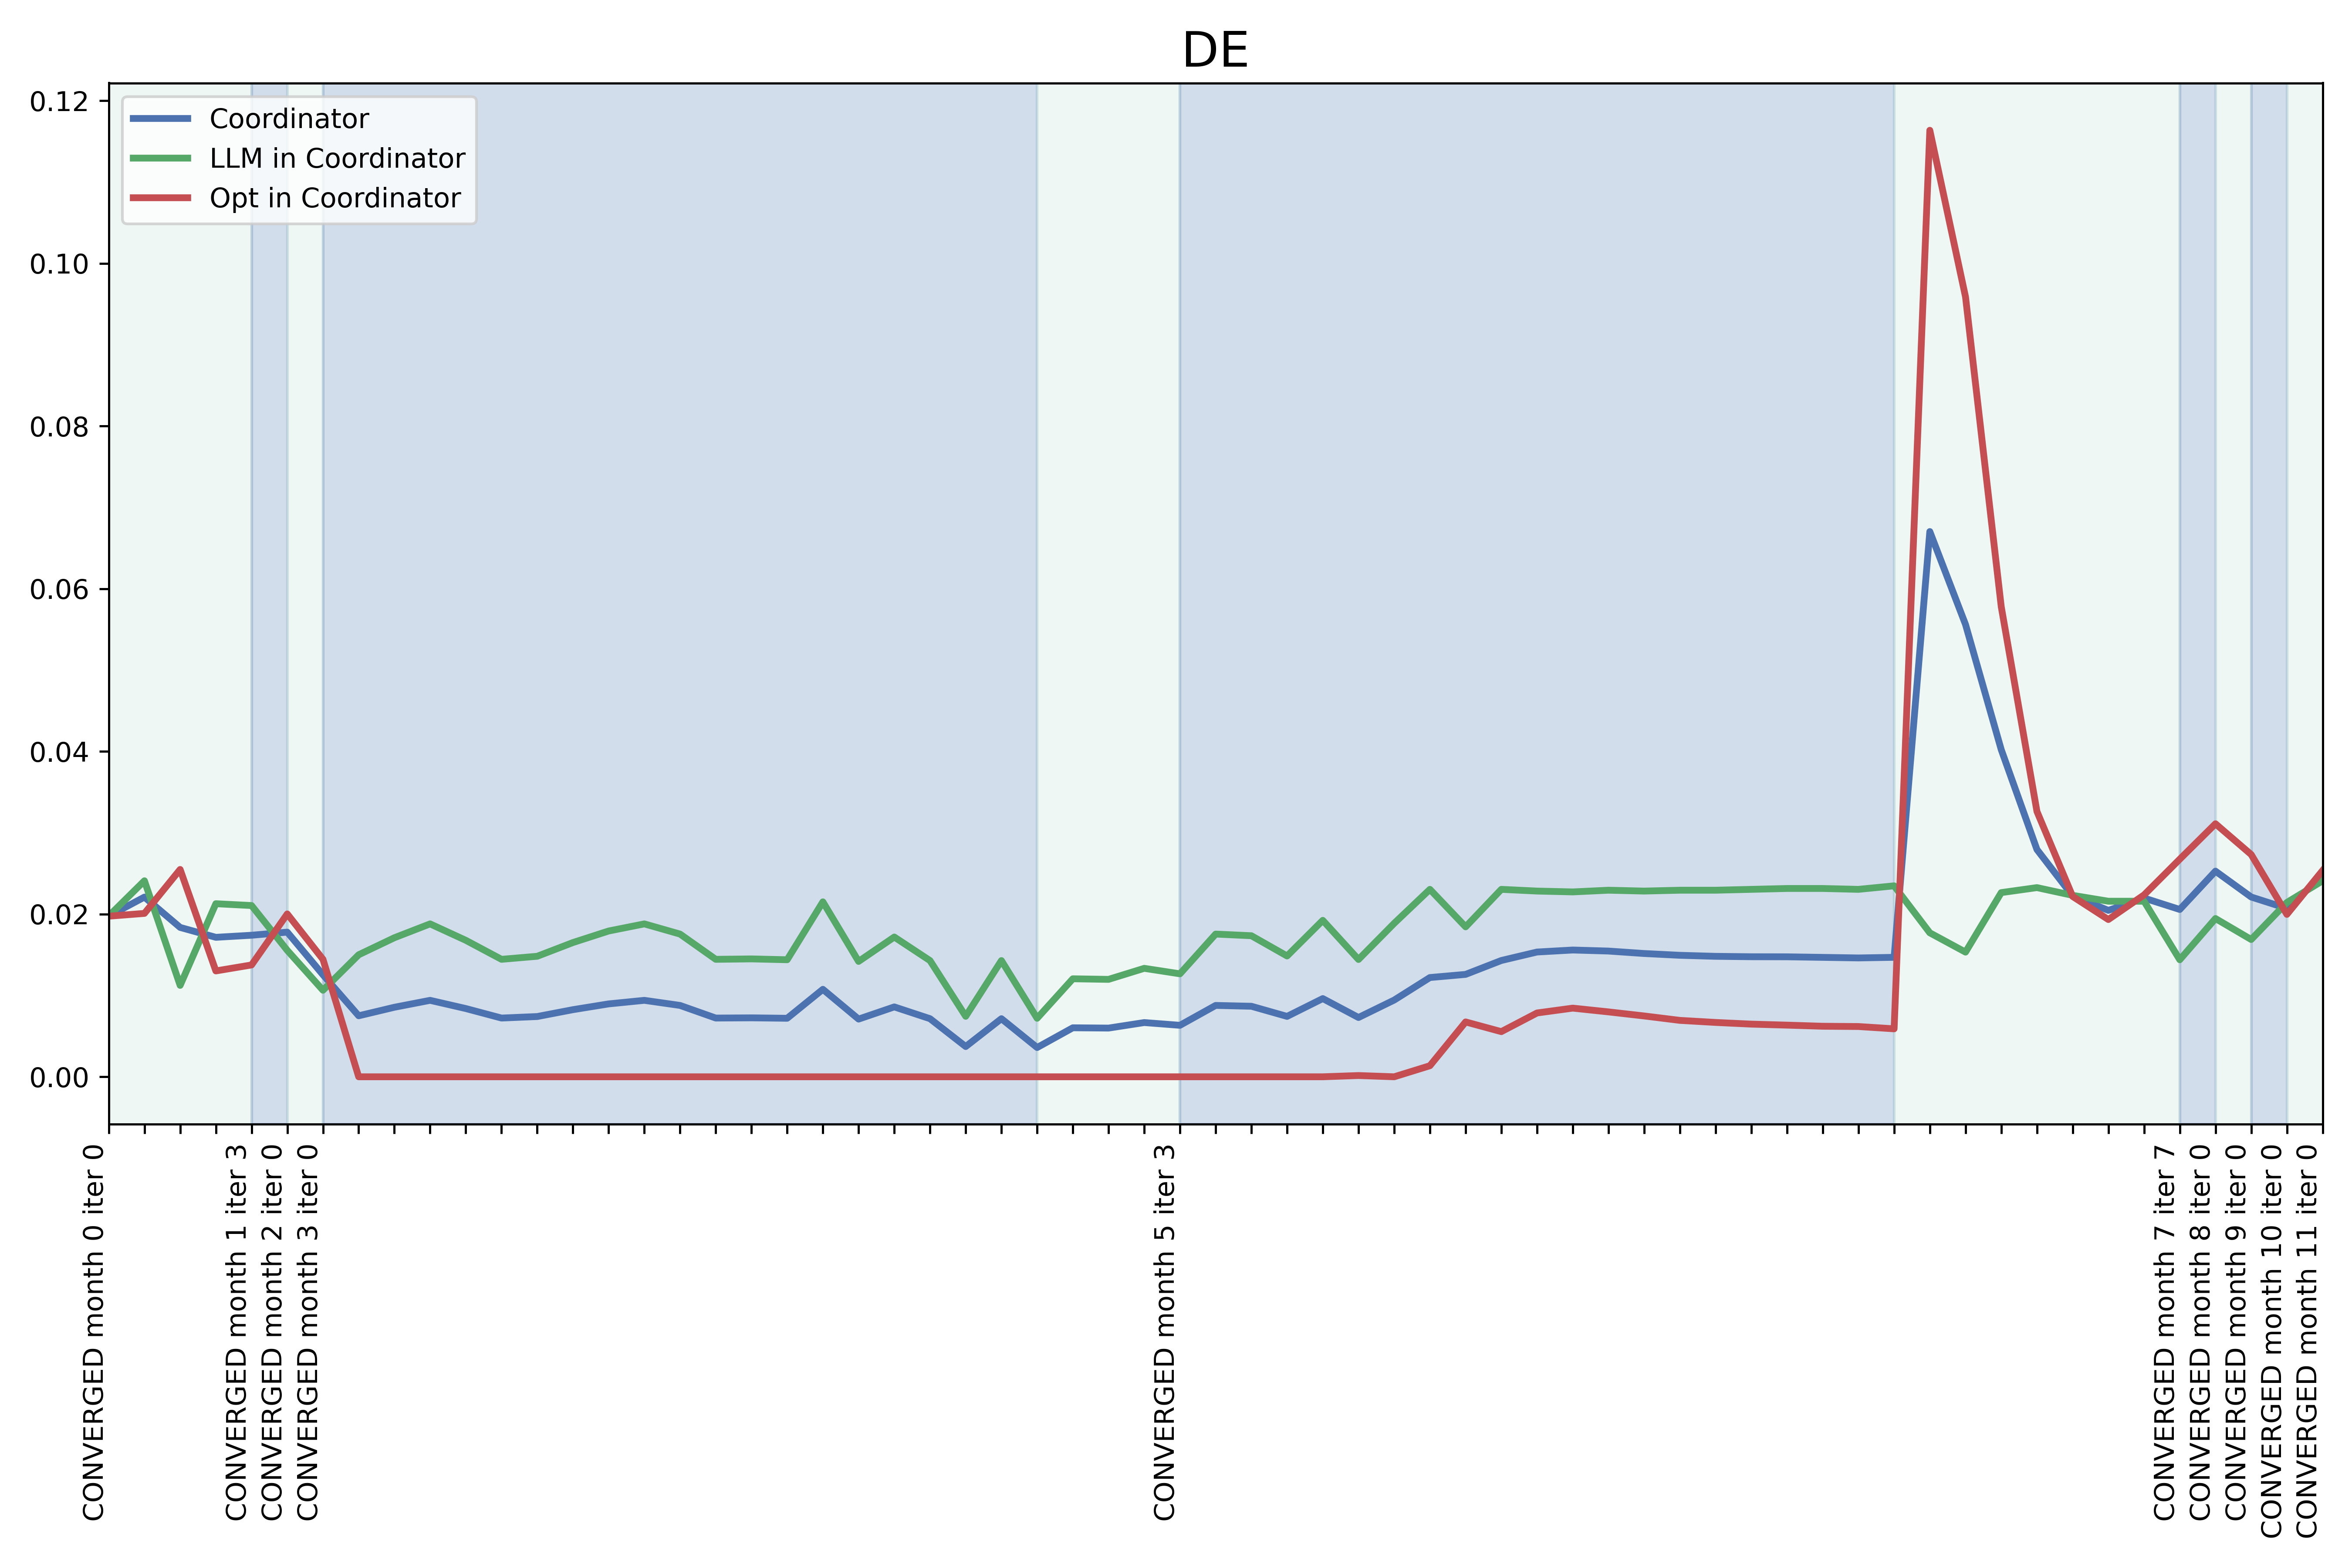 DE
0.12
0.10
0.08
0.06
0.04
0.02
0.00
Coordinator
LLM in Coordinator
Opt in Coordinator
CONVERGED month 0 iter 0
CONVERGED month 1 iter 3
CONVERGED month 2 iter 0
CONVERGED month 3 iter 0
CONVERGED month 5 iter 3
CONVERGED month 7 iter 7
CONVERGED month 8 iter 0
CONVERGED month 9 iter 0
CONVERGED month 10 iter 0
CONVERGED month 11 iter 0